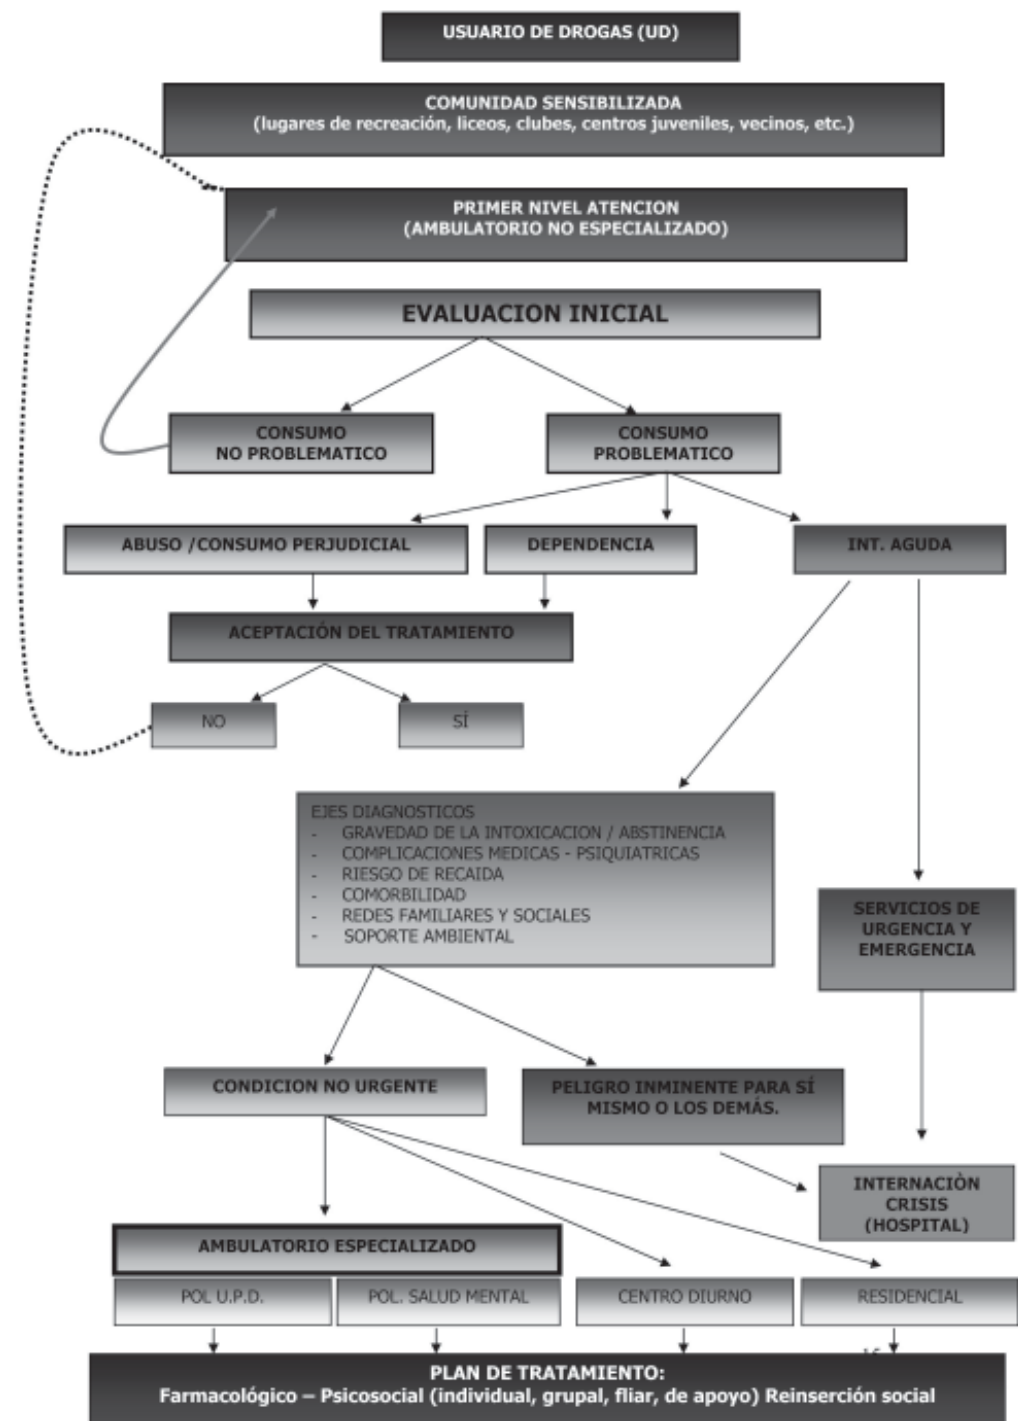 USUARIO DE DROGAS (UD)
COMUNIDAD SENSIBILIZADA
(lugares de recreación, liceos, clubes, centros juveniles, vecinos, etc.)
PRIMER NIVEL ATENCION
(AMBULATORIO NO ESPECIALIZADO)
EVALUACION INICIAL
CONSUMO
NO PROBLEMATICO
CONSUMO
PROBLEMATICO
ABUSO /CONSUMO PERJUDICIAL
DEPENDENCIA
INT. AGUDA
ACEPTACIÓN DEL TRATAMIENTO
NO
SÍ
EJES DIAGNOSTICOS
- GRAVEDAD DE LA INTOXICACION / ABSTINENCIA
- COMPLICACIONES MEDICAS - PSIQUIATRICAS
- RIESGO DE RECAIDA
- COMORBILIDAD
- REDES FAMILIARES Y SOCIALES
- SOPORTE AMBIENTAL
SERVICIOS DE
URGENCIA Y
EMERGENCIA
CONDICION NO URGENTE
PELIGRO INMINENTE PARA SÍ
MISMO O LOS DEMÁS.
INTERNACIÒN
CRISIS
(HOSPITAL)
AMBULATORIO ESPECIALIZADO
POL U.P.D.
POL. SALUD MENTAL
CENTRO DIURNO
RESIDENCIAL
PLAN DE TRATAMIENTO:
Farmacológico – Psicosocial (individual, grupal, fliar, de apoyo) Reinserción social